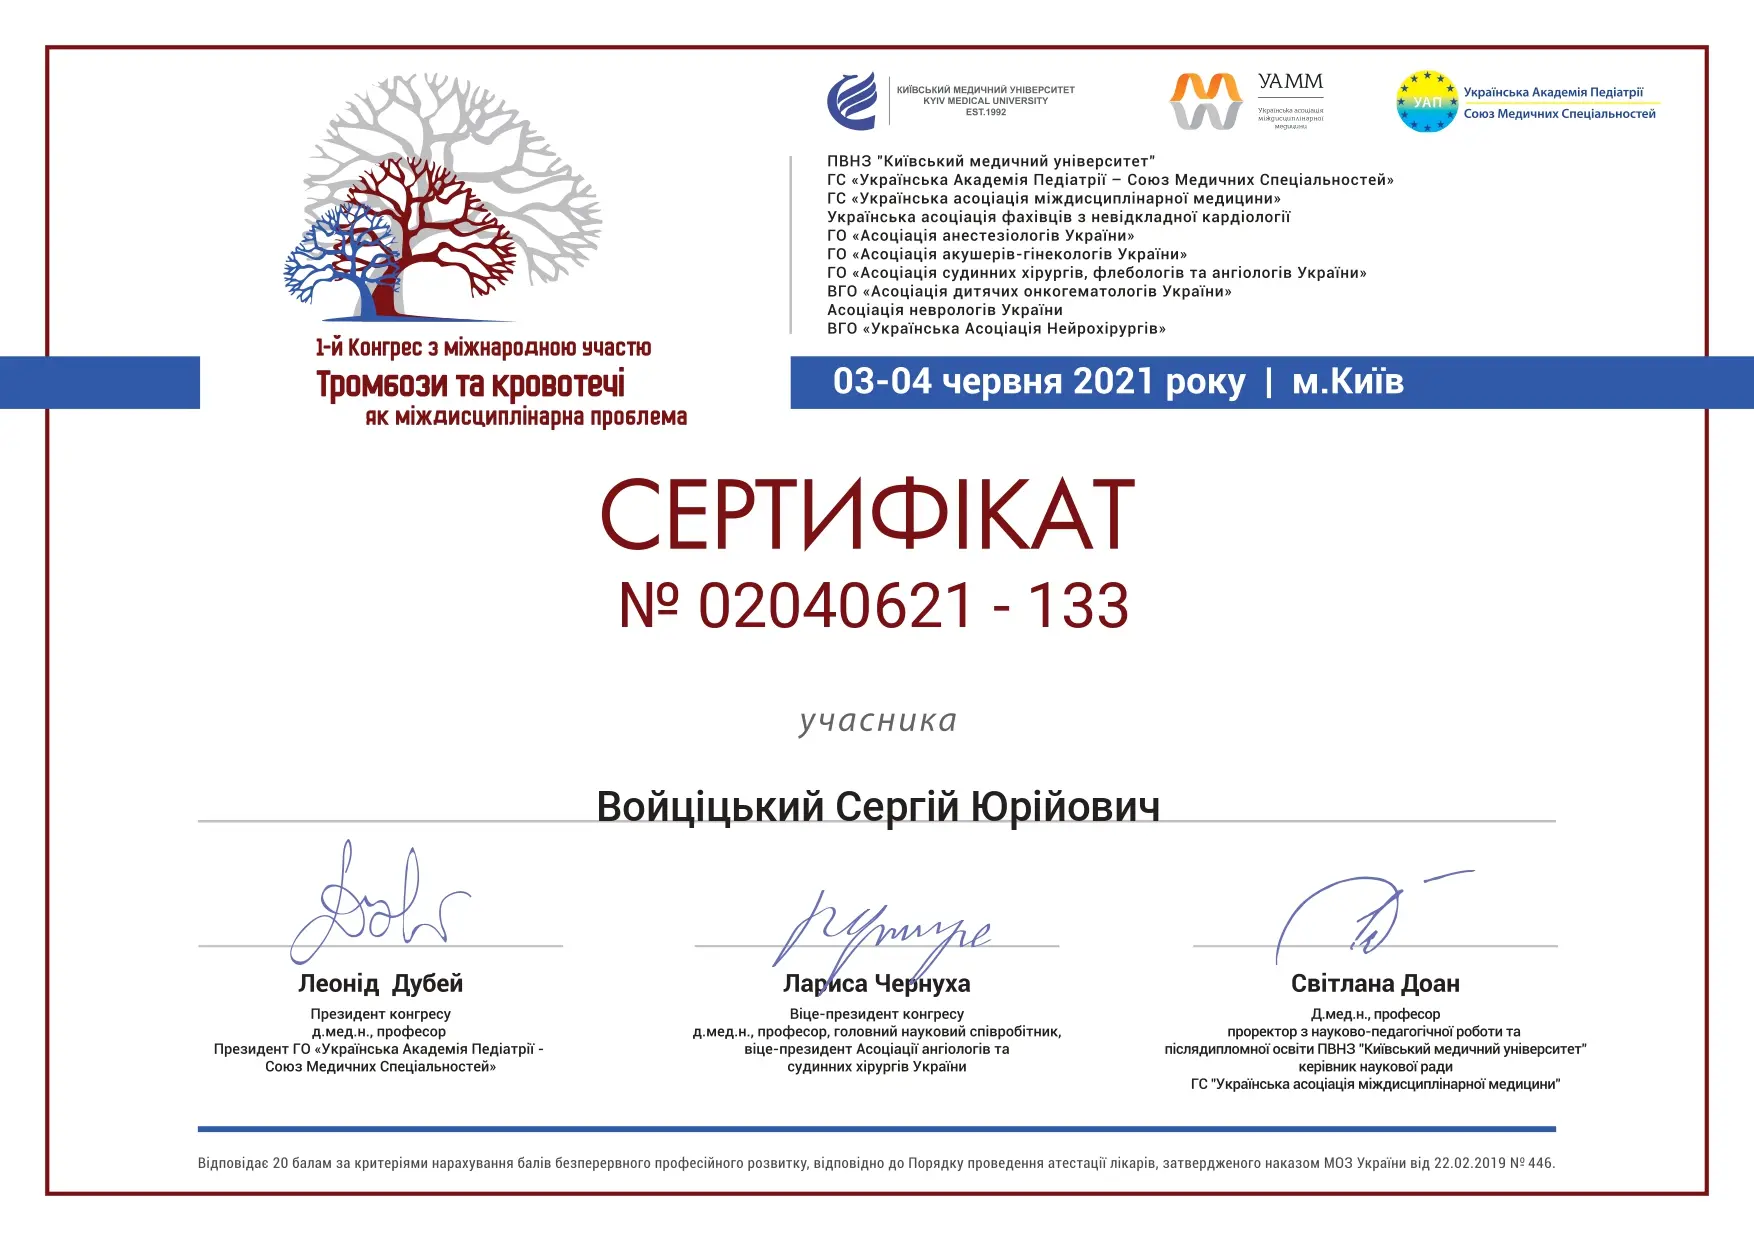 КИЇВСЬКИЙ МЕДИЧНИЙ УНІВЕРСИТЕТ
KYIV MEDICAL UNIVERSITY
EST.1992
УАММ
Українська асоціація
міждисциплінарної
медицини
УАП
Українська Академія Педіатрії
Союз Медичних Спеціальностей
ПВНЗ "Київський медичний університет"
ГС «Українська Академія Педіатрії – Союз Медичних Спеціальностей»
ГС «Українська асоціація міждисциплінарної медицини»
Українська асоціація фахівців з невідкладної кардіології
ГО «Асоціація анестезіологів України»
ГО «Асоціація акушерів-гінекологів України»
ГО «Асоціація судинних хірургів, флебологів та ангіологів України»
ВГО «Асоціація дитячих онкогематологів України»
Асоціація неврологів України
ВГО «Українська Асоціація Нейрохірургів»
1-й Конгрес з міжнародною участю
Тромбози та кровотечі
як міждисциплінарна проблема
03-04 червня 2021 року | м.Київ
СЕРТИФІКАТ
№ 02040621 - 133
учасника
Войціцький Сергій Юрійович
Леонід Дубей
Президент конгресу
д.мед.н., професор
Президент ГО «Українська Академія Педіатрії -
Союз Медичних Спеціальностей»
Лариса Чернуха
Віце-президент конгресу
д.мед.н., професор, головний науковий співробітник,
віце-президент Асоціації ангіологів та
судинних хірургів України
Світлана Доан
Д.мед.н., професор
проректор з науково-педагогічної роботи та
післядипломної освіти ПВНЗ "Київський медичний університет"
керівник наукової ради
ГС "Українська асоціація міждисциплінарної медицини"
Відповідає 20 балам за критеріями нарахування балів безперервного професійного розвитку, відповідно до Порядку проведення атестації лікарів, затвердженого наказом МОЗ України від 22.02.2019 № 446.